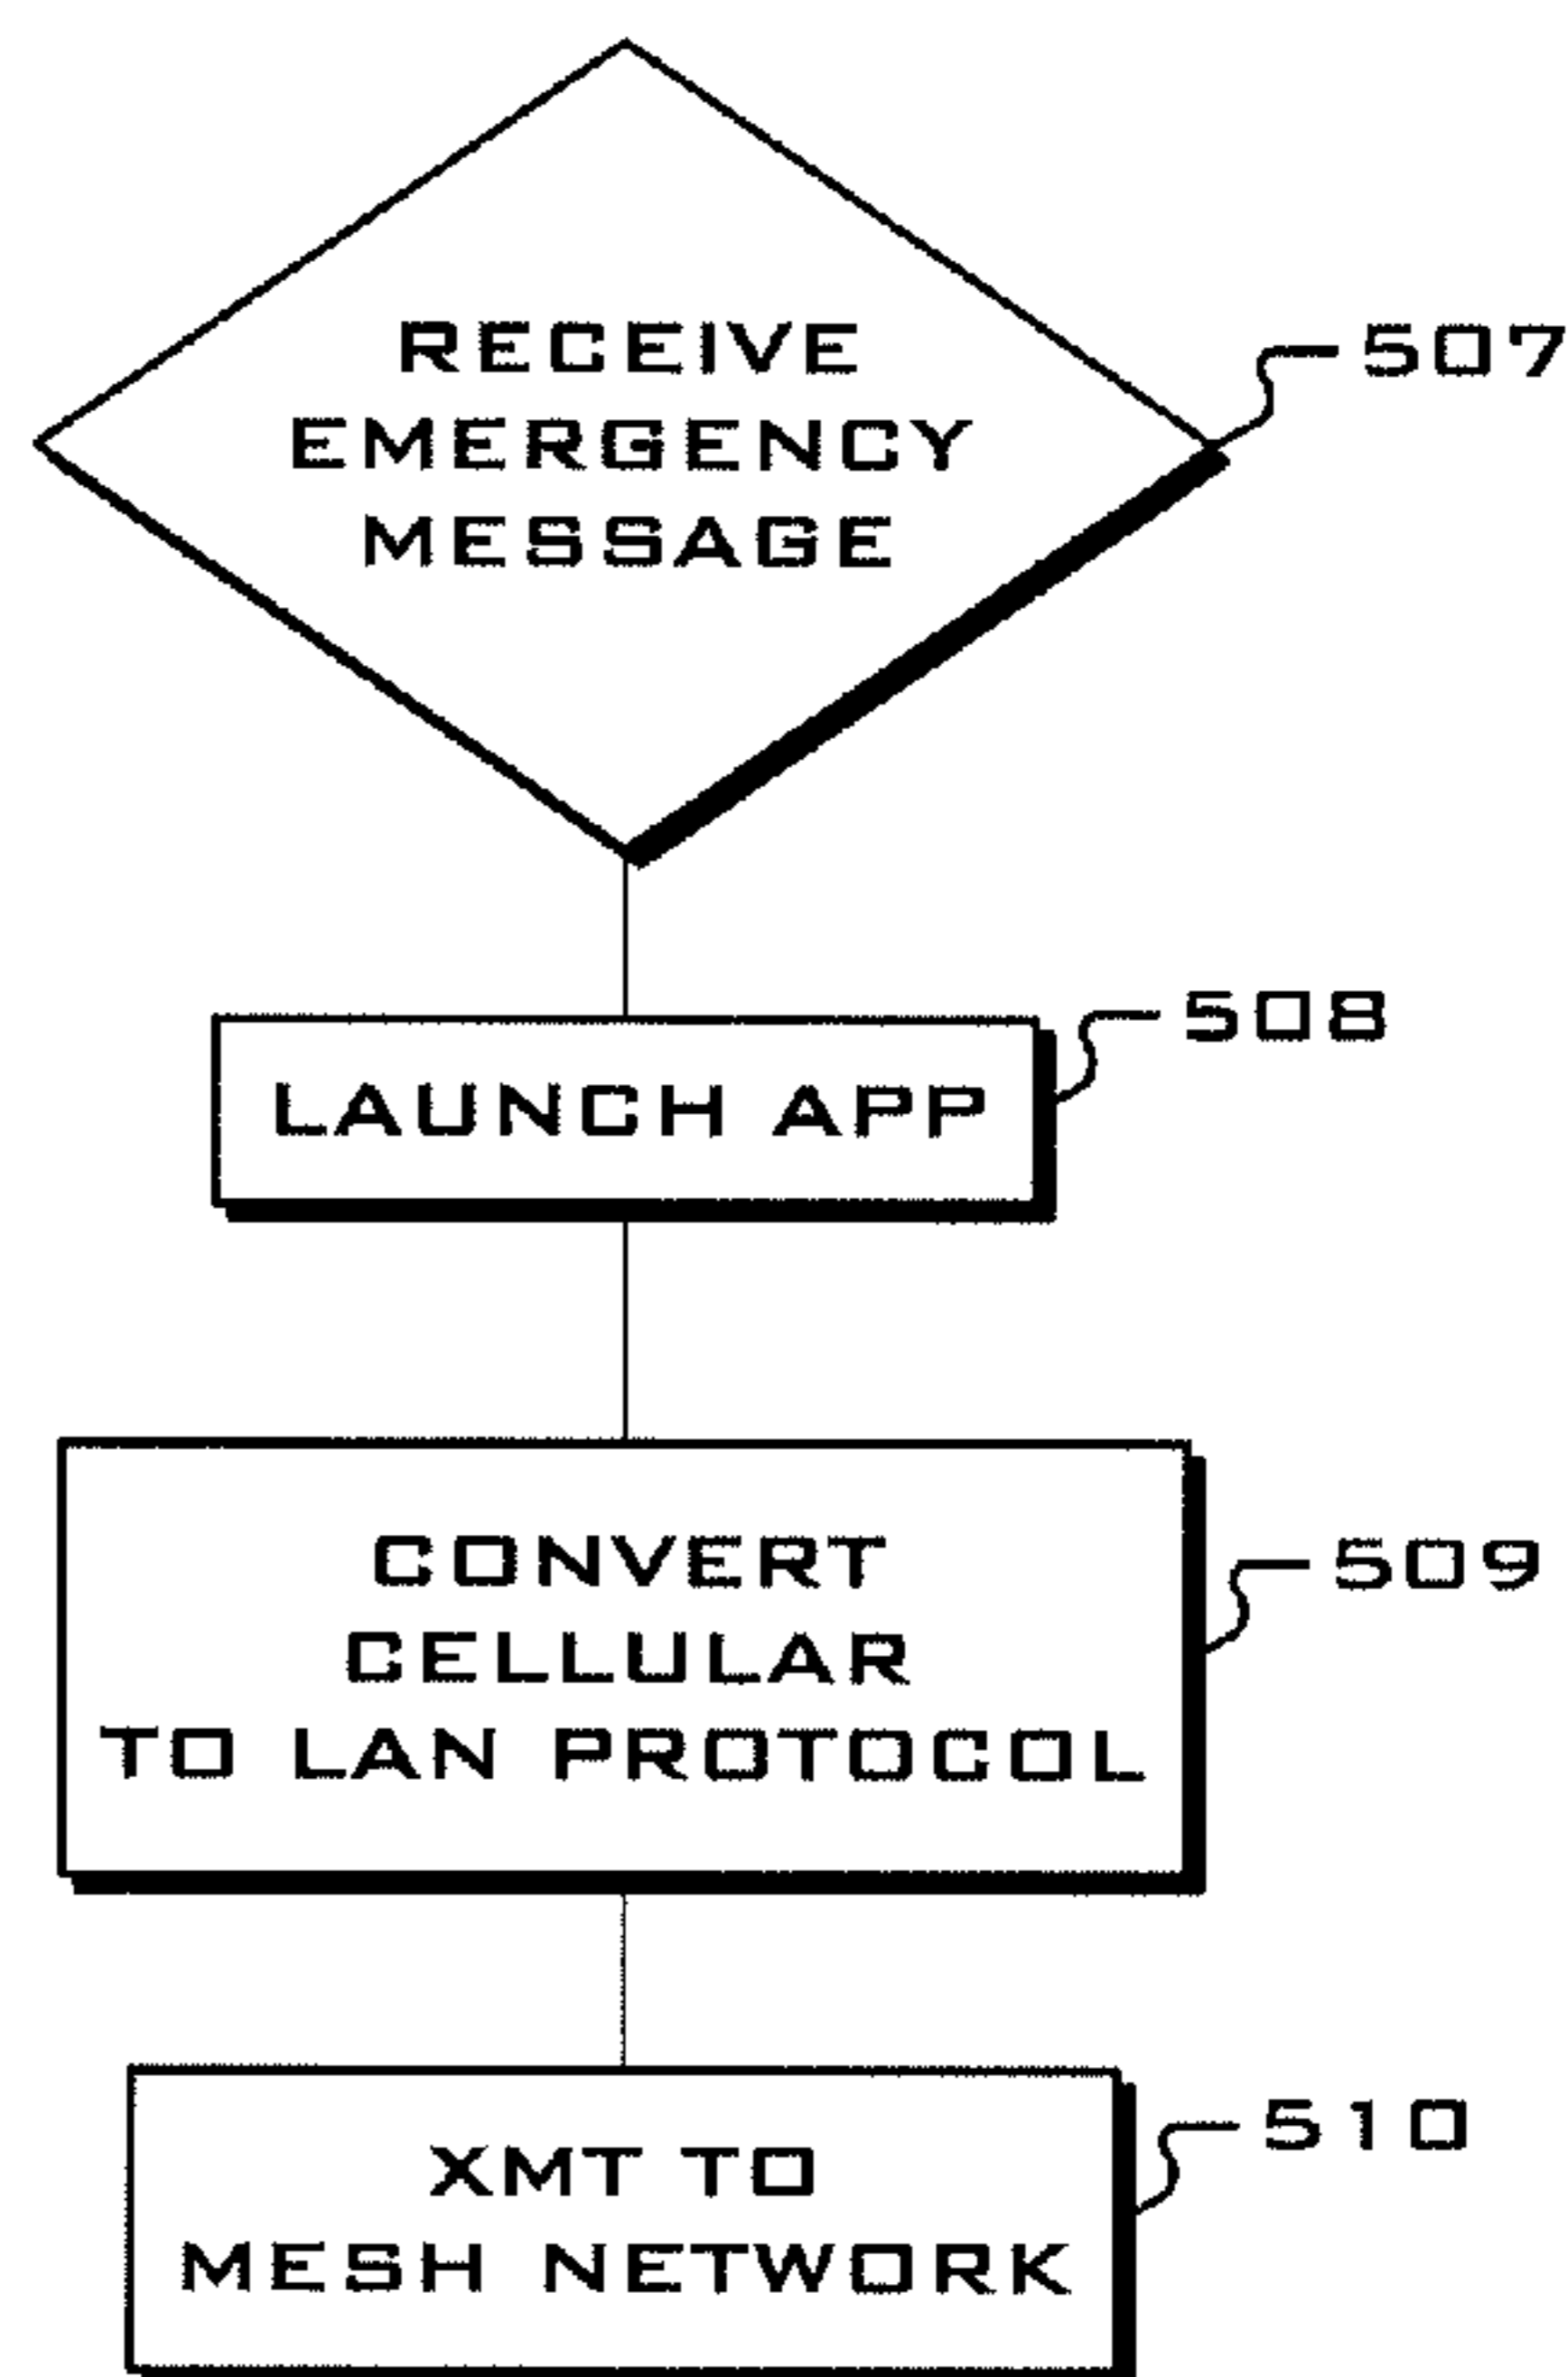 RECEIVE
EMERGENCY
MESSAGE
507
LAUNCH APP
508
CONVERT
CELLULAR
TO LAN PROTOCOL
509
XMT TO
MESH NETWORK
510